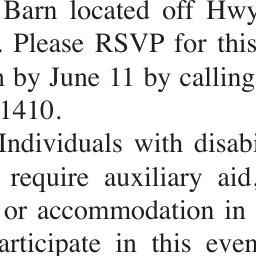 Barn located off Hwy
. Please RSVP for this
by June 11 by calling
1410.
Individuals with
require auxiliary aid,
or accommodation in
in this